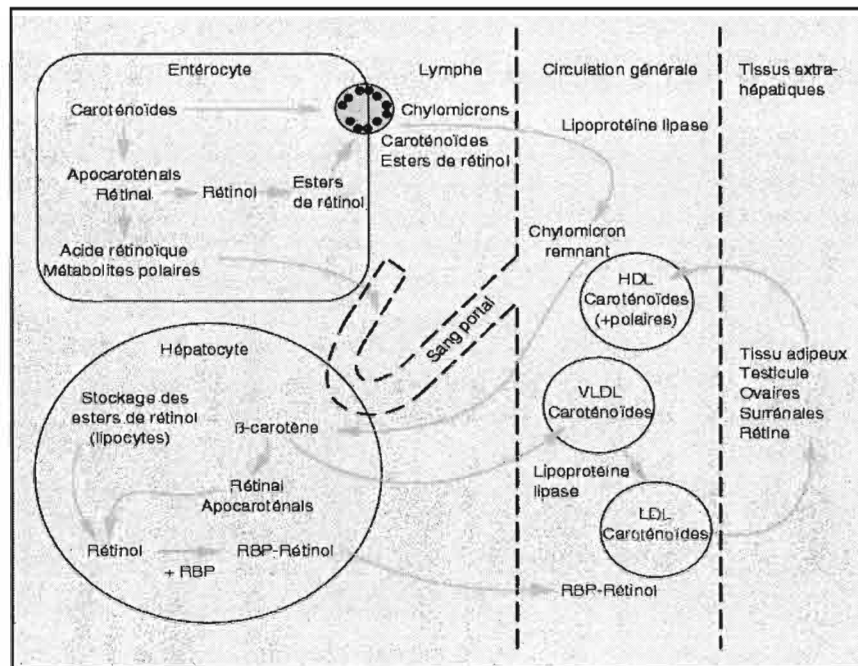 Entérocyte
Lymphe
Circulation générale
Tissus extra-
hépatiques
Caroténoïdes
Chylomicrons
Caroténoïdes
Esters de rétinol
Lipoprotéine lipase
Apocaroténals
Rétinal
Rétinol
Esters
de rétinol
Acide rétinoïque
Métabolites polaires
Chylomicron
remnant
HDL
Caroténoïdes
(+polaires)
Sang portal
Hépatocyte
Stockage des
esters de rétinol
(lipocytes)
ß-carotène
VLDL
Caroténoïdes
Tissu adipeux
Testicule
Ovaires
Surrénales
Rétine
Rétinal
Apocaroténals
Lipoprotéine
lipase
LDL
Caroténoïdes
Rétinol
+ RBP
RBP-Rétinol
RBP-Rétinol